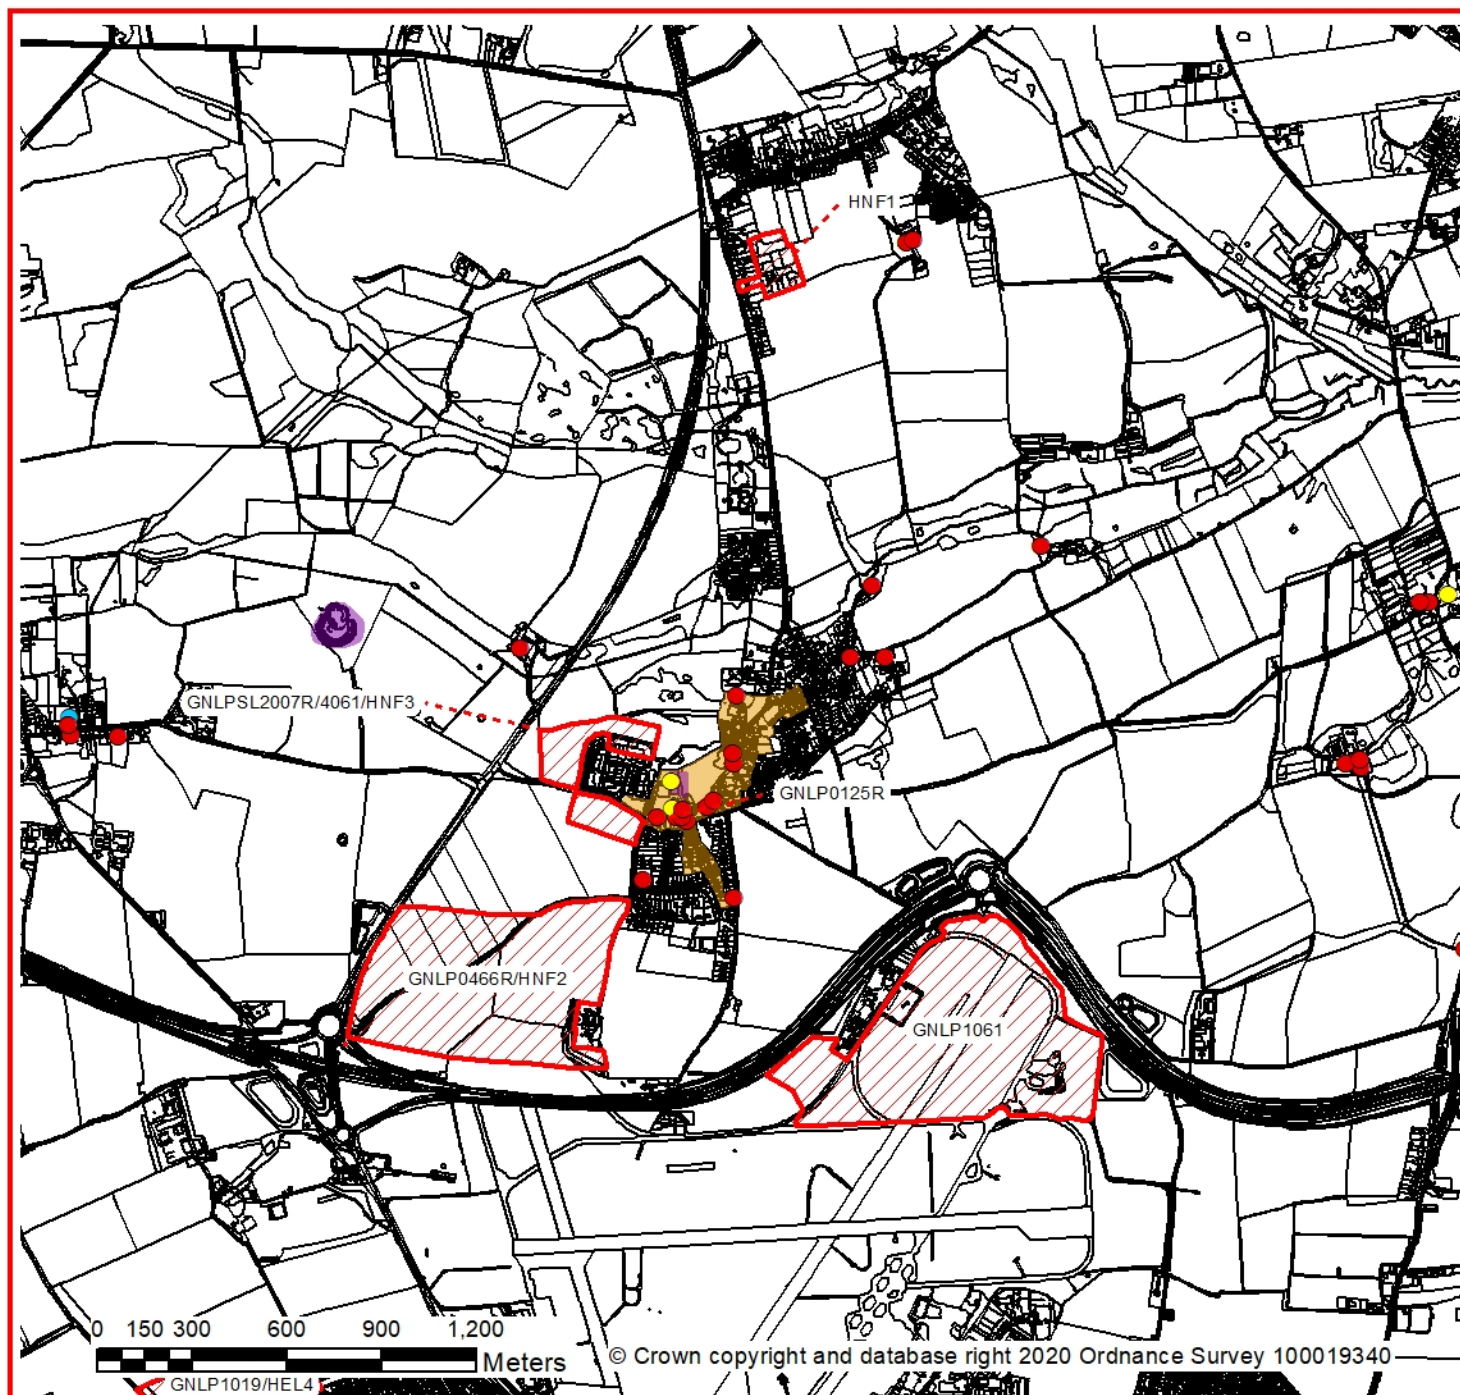 HNF1
GNLPSL2007R/4061/HNF3
GNLP0125R
GNLP0466R/HNF2
GNLP1061
0 150 300 600 900 1,200
Meters
© Crown copyright and database right 2020 Ordnance Survey 100019340
GNLP1019/HEL4